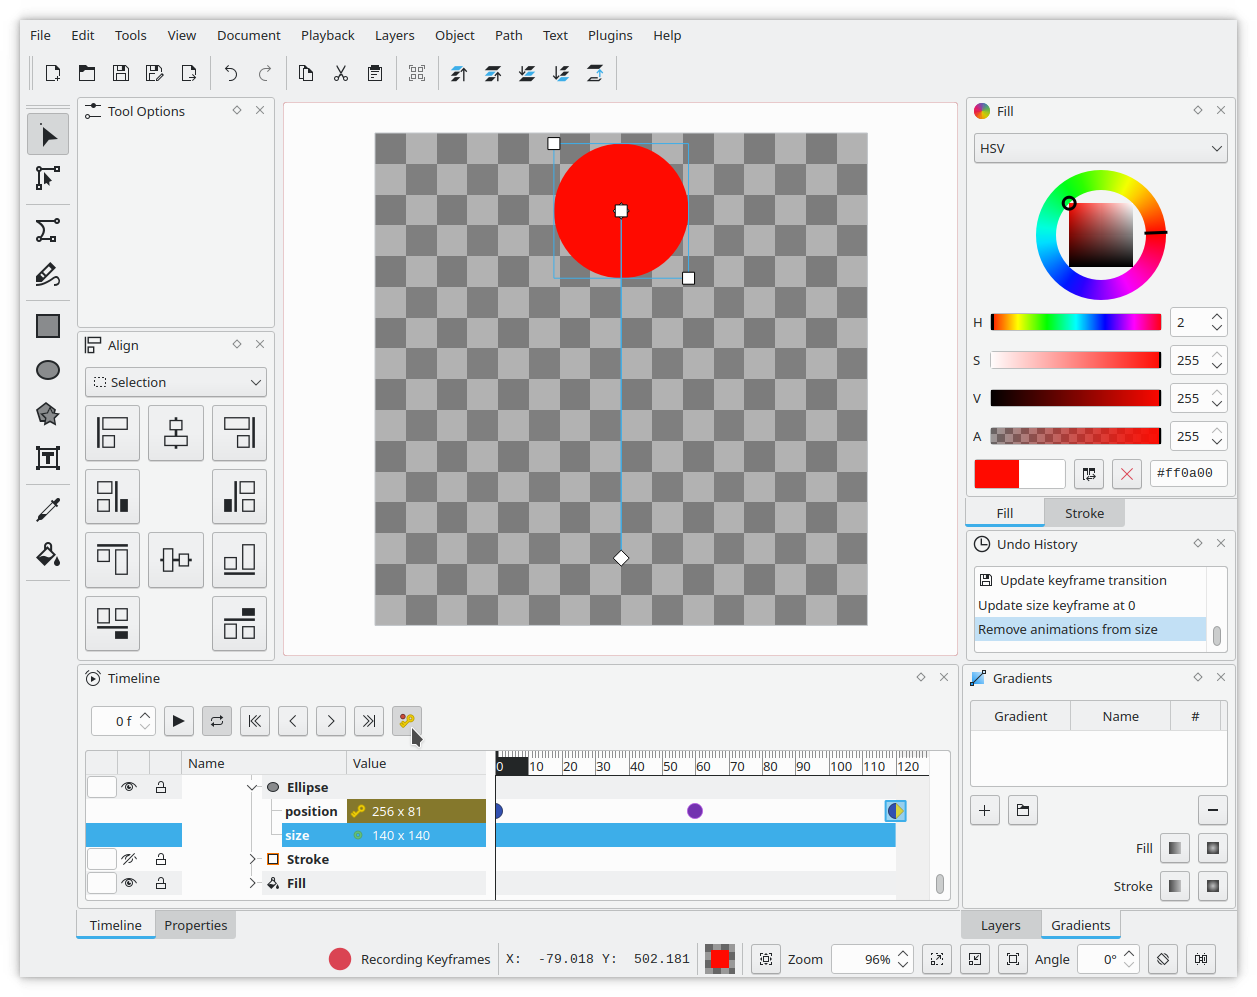 File Edit Tools View Document Playback Layers Object Path Text Plugins Help
Tool Options
Fill
HSV
H 2
S 255
V 255
A 255
#ff0a00
Fill Stroke
Align
Selection
T
Undo History
Update keyframe transition
Update size keyframe at 0
Remove animations from size
Timeline
0 f
Name Value
0 10 20 30 40 50 60 70 80 90 100 110 120
Ellipse
position 256 x 81
size 140 x 140
Stroke
Fill
Timeline Properties
Gradients
Gradient Name #
Fill
Stroke
Layers Gradients
Recording Keyframes X: -79.018 Y: 502.181 Zoom 96% Angle 0°